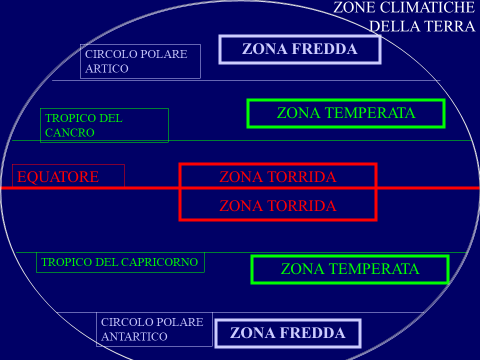 ZONE CLIMATICHE
DELLA TERRA
CIRCOLO POLARE
ARTICO
ZONA FREDDA
TROPICO DEL
CANCRO
ZONA TEMPERATA
EQUATORE
ZONA TORRIDA
ZONA TORRIDA
TROPICO DEL CAPRICORNO
ZONA TEMPERATA
CIRCOLO POLARE
ANTARTICO
ZONA FREDDA